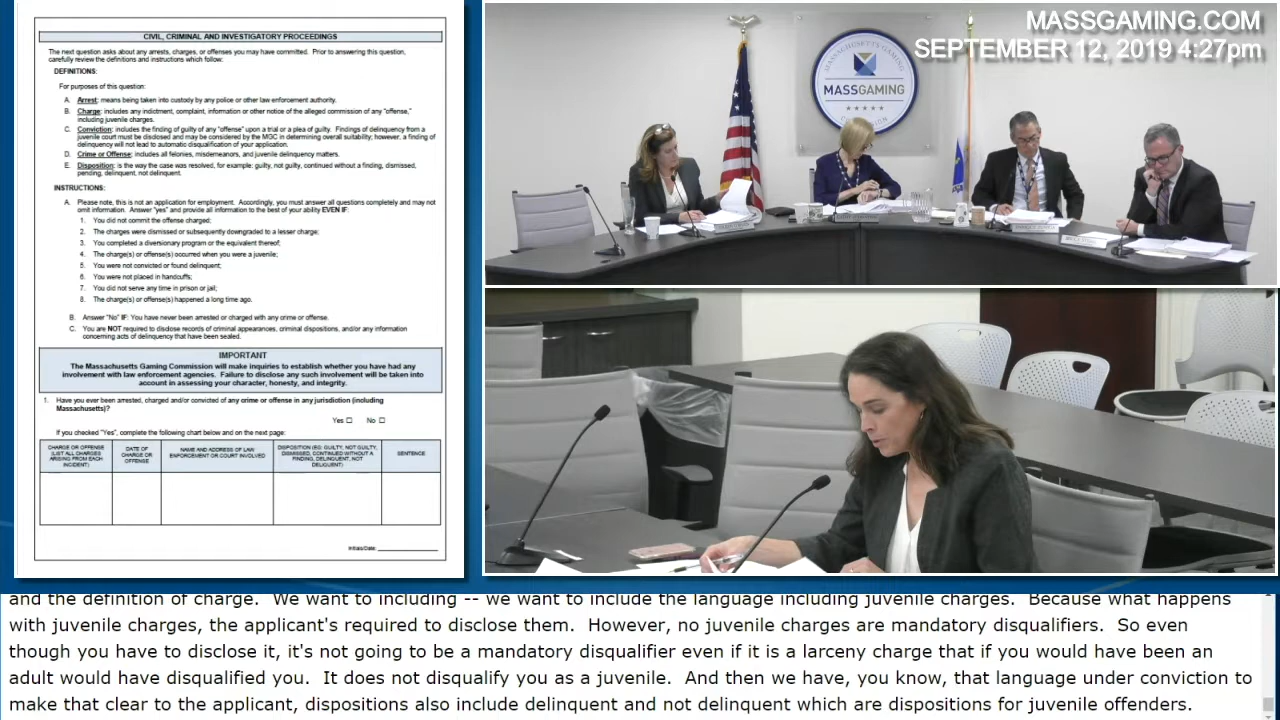 CIVIL, CRIMINAL AND INVESTIGATORY PROCEEDINGS
The next question asks about any arrests, charges, or offenses you may have committed. Prior to answering this question,
carefully review the definitions and instructions which follow:
DEFINITIONS:
For purposes of this question:
A. Arrest: means being taken into custody by any police or other law enforcement authority.
B. Charge: includes any indictment, complaint, information or other notice of the alleged commission of any "offense,"
including juvenile charges.
C. Conviction: includes the finding of guilty of any "offense" upon a trial or a plea of guilty. Findings of delinquency from a
juvenile court must be disclosed and may be considered by the MGC in determining overall suitability; however, a finding of
delinquency will not lead to automatic disqualification of your application.
D. Crime or Offense: includes all felonies, misdemeanors, and juvenile delinquency matters.
E. Disposition: is the way the case was resolved, for example: guilty, not guilty, continued without a finding, dismissed,
pending, delinquent, not delinquent.
INSTRUCTIONS:
A. Please note, this is not an application for employment. Accordingly, you must answer all questions completely and may not
omit information. Answer "yes" and provide all information to the best of your ability EVEN IF:
1. You did not commit the offense charged;
2. The charges were dismissed or subsequently downgraded to a lesser charge;
3. You completed a diversionary program or the equivalent thereof;
4. The charge(s) or offense(s) occurred when you were a juvenile;
5. You were not convicted or found delinquent;
6. You were not placed in handcuffs;
7. You did not serve any time in prison or jail;
8. The charge(s) or offense(s) happened a long time ago.
B. Answer "No" IF: You have never been arrested or charged with any crime or offense.
C. You are NOT required to disclose records of criminal appearances, criminal dispositions, and/or any information
concerning acts of delinquency that have been sealed.
IMPORTANT
The Massachusetts Gaming Commission will make inquiries to establish whether you have had any
involvement with law enforcement agencies. Failure to disclose any such involvement will be taken into
account in assessing your character, honesty, and integrity.
1. Have you ever been arrested, charged and/or convicted of any crime or offense in any jurisdiction (including
Massachusetts)?
Yes ☐ No ☐
If you checked "Yes", complete the following chart below and on the next page:
CHARGE OR OFFENSE (LIST ALL CHARGES ARISING FROM EACH INCIDENT)
DATE OF CHARGE OR OFFENSE
NAME AND ADDRESS OF LAW ENFORCEMENT OR COURT INVOLVED
DISPOSITION (EG: GUILTY, NOT GUILTY, DISMISSED, CONTINUED WITHOUT A FINDING, DELINQUENT, NOT DELIQUENT)
SENTENCE
Initials/Date:
MASSGAMING.COM
SEPTEMBER 12, 2019 4:27pm
MASSACHUSETTS GAMING
MASSGAMING
and the definition of charge. We want to including -- we want to include the language including juvenile charges. Because what happens
with juvenile charges, the applicant's required to disclose them. However, no juvenile charges are mandatory disqualifiers. So even
though you have to disclose it, it's not going to be a mandatory disqualifier even if it is a larceny charge that if you would have been an
adult would have disqualified you. It does not disqualify you as a juvenile. And then we have, you know, that language under conviction to
make that clear to the applicant, dispositions also include delinquent and not delinquent which are dispositions for juvenile offenders.